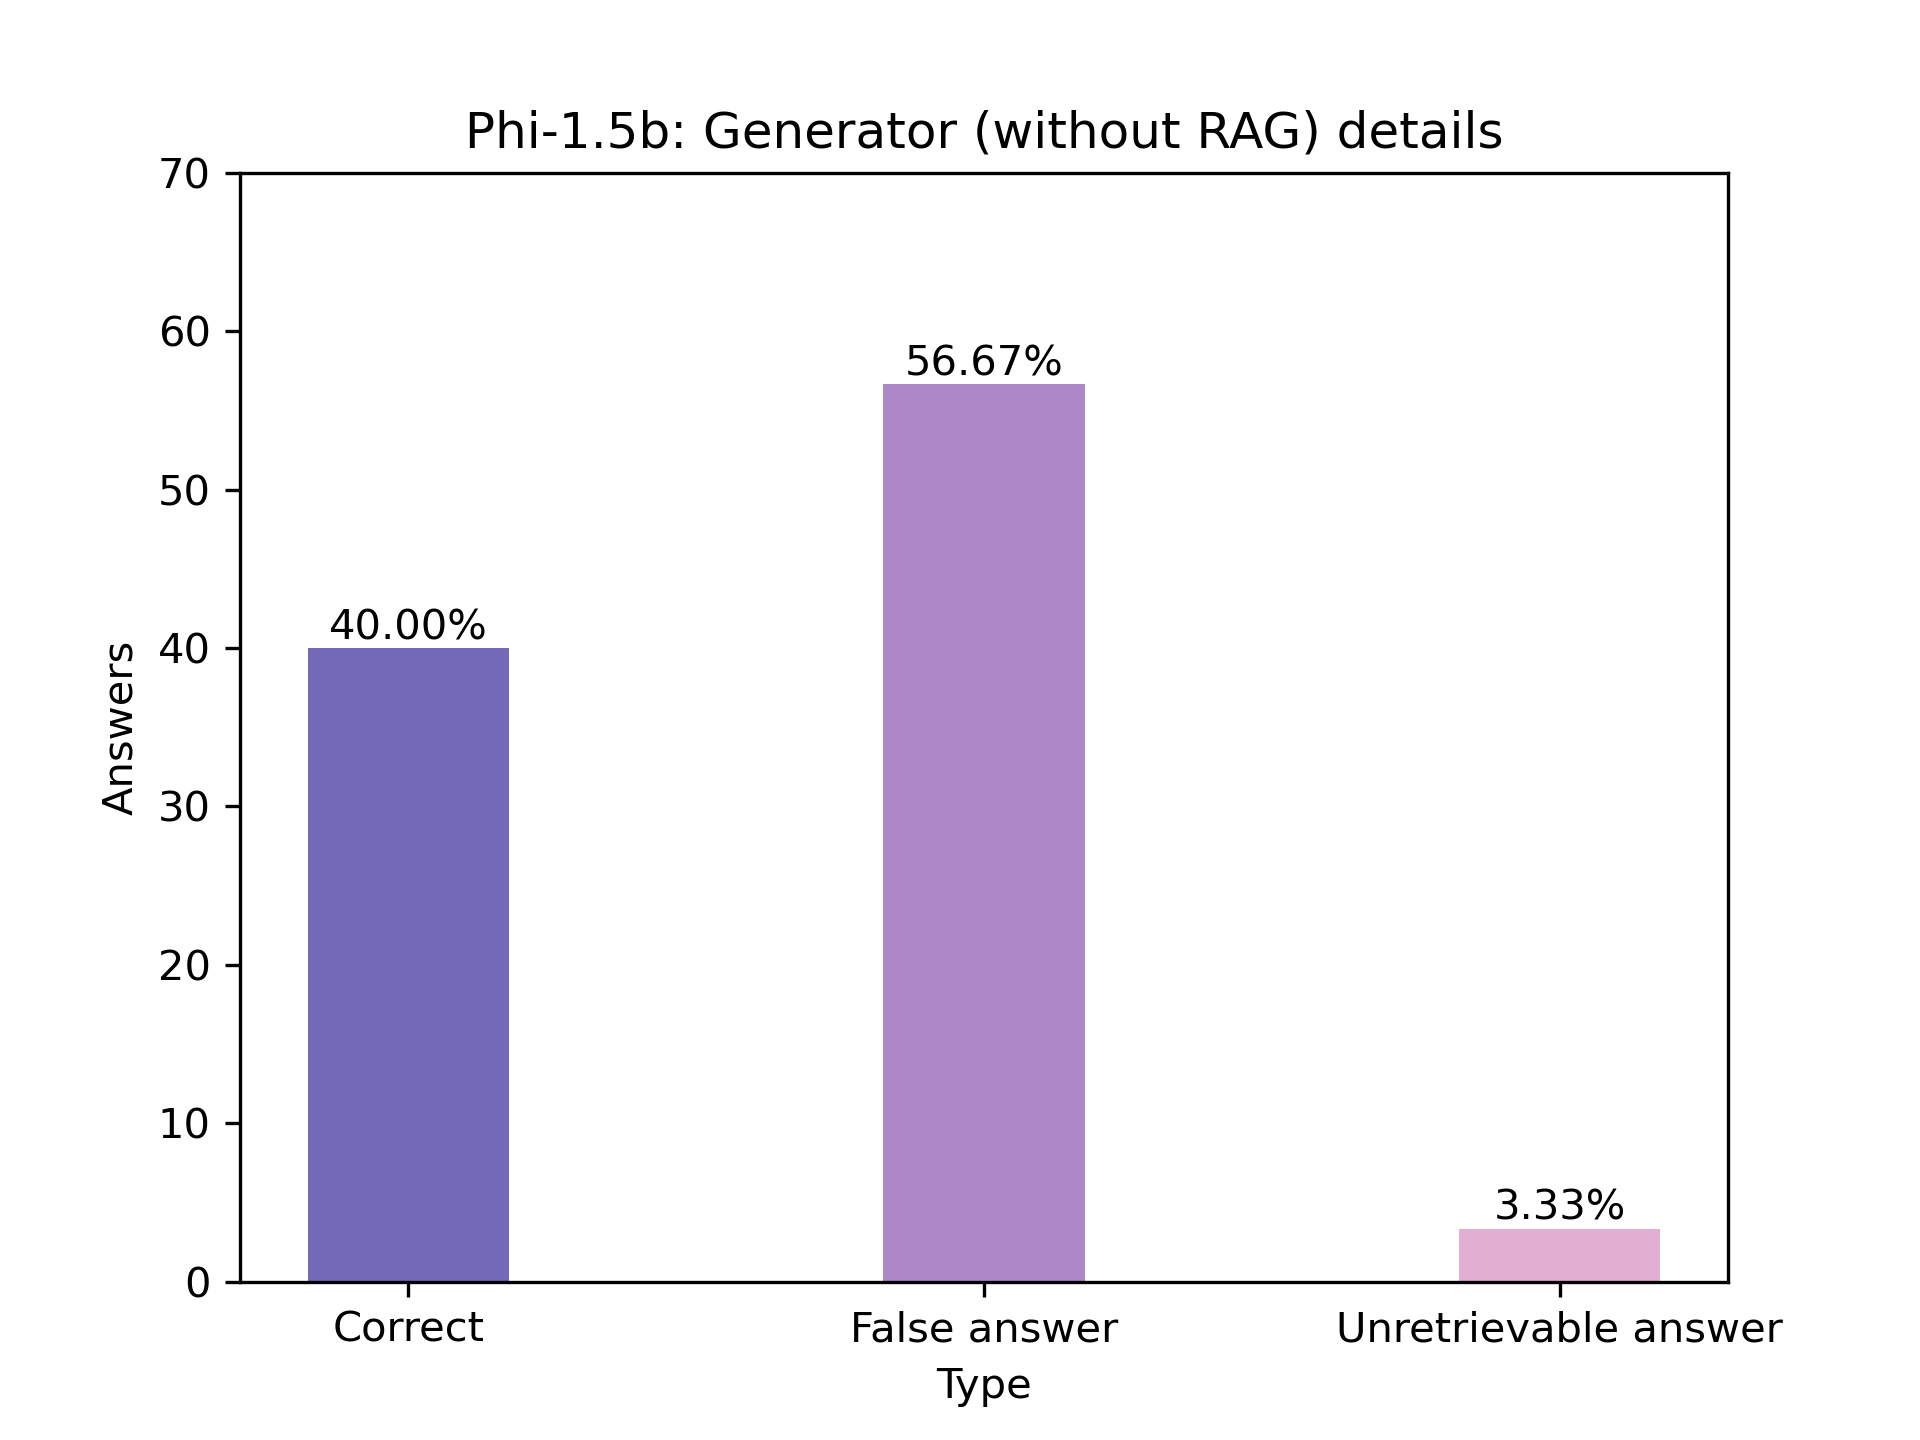 Phi-1.5b: Generator (without RAG) details
70
60
50
40
30
20
10
0
Answers
40.00%
56.67%
3.33%
Correct
False answer
Unretrievable answer
Type